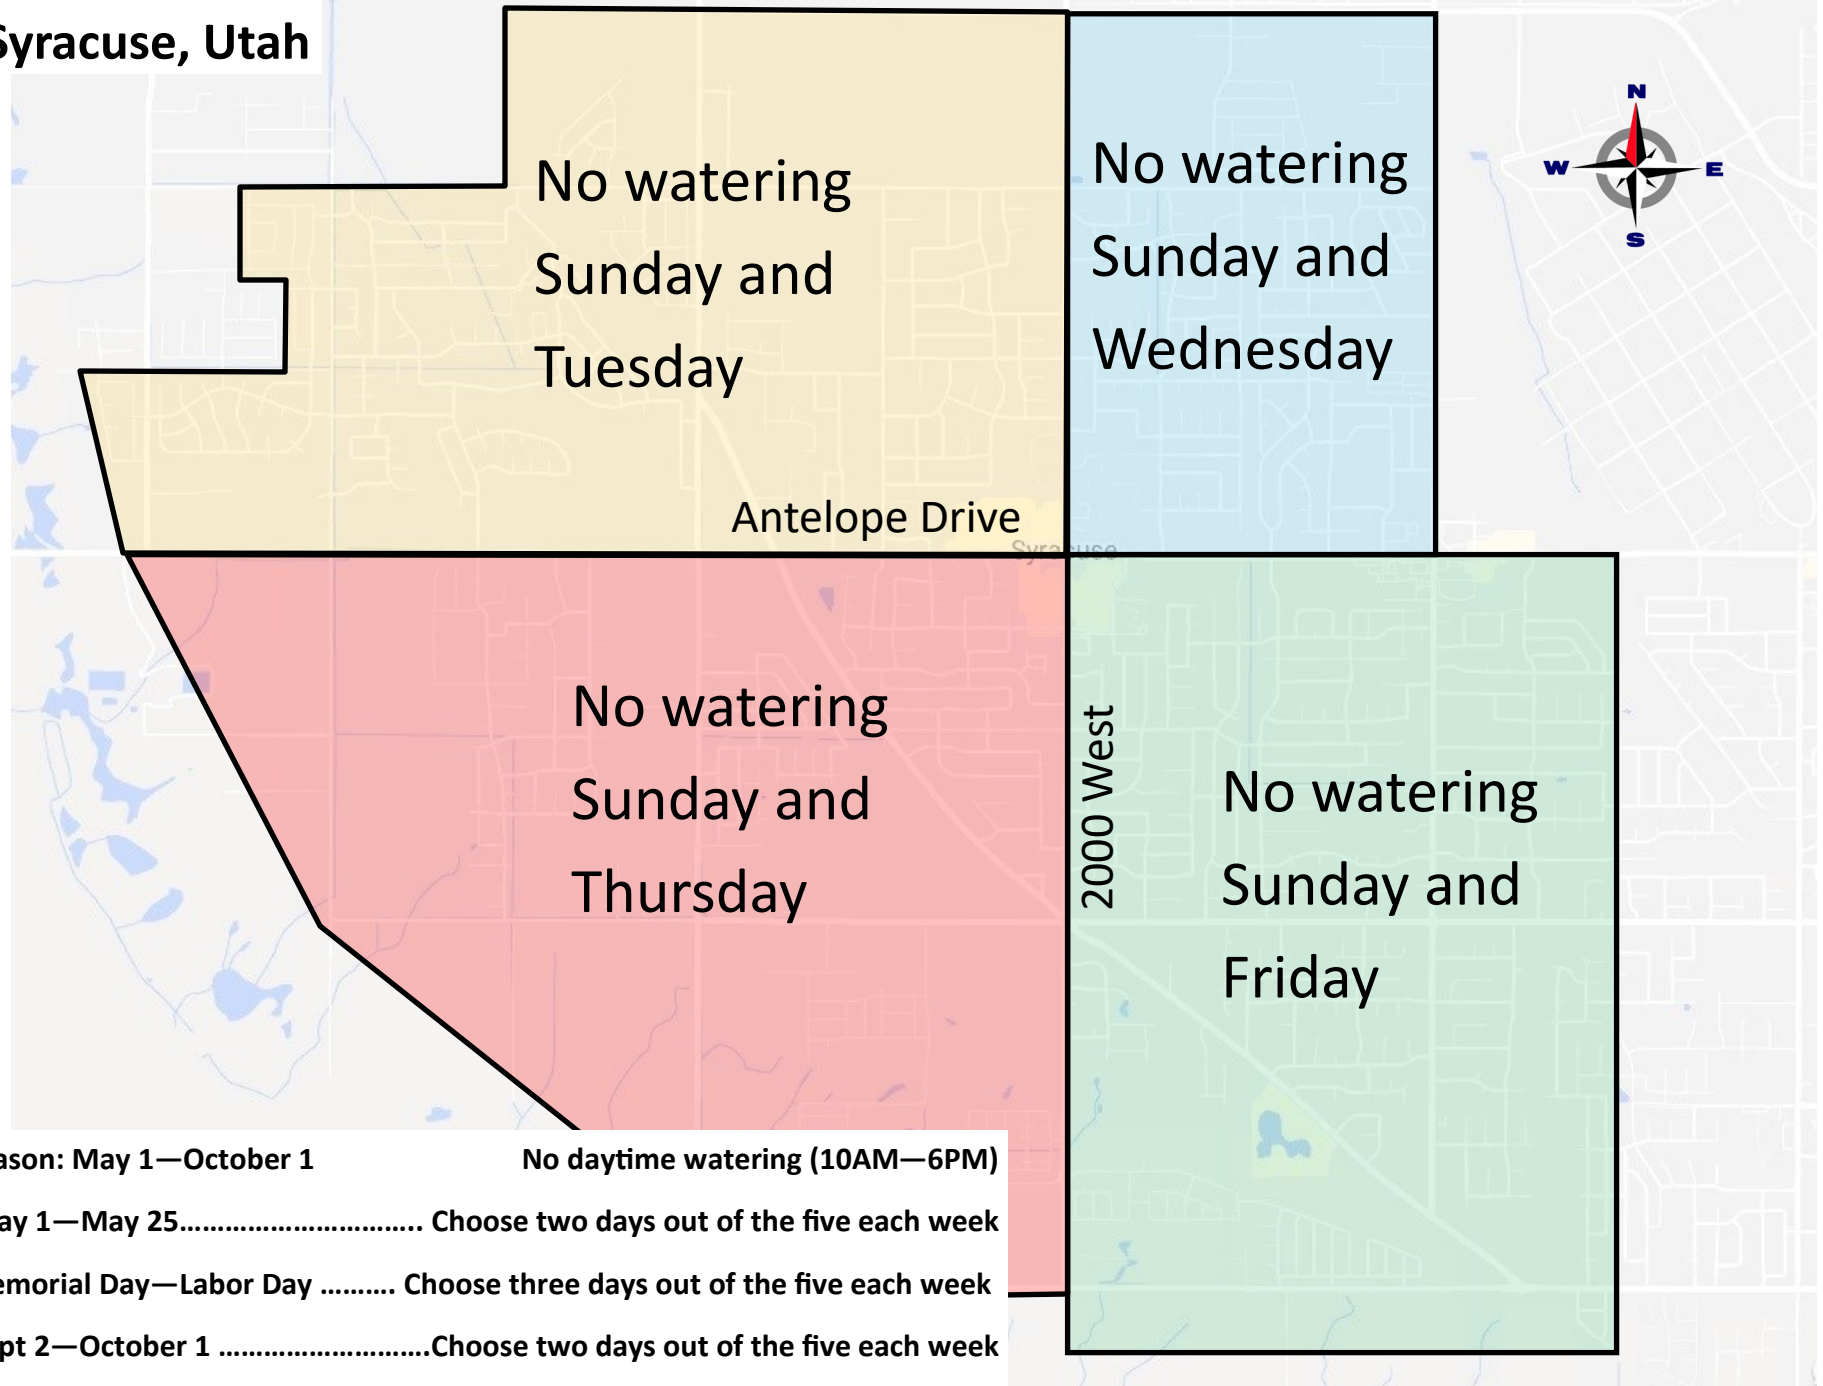 Syracuse, Utah
N
W
E
S
No watering
Sunday and
Tuesday
No watering
Sunday and
Wednesday
Antelope Drive
Syracuse
No watering
Sunday and
Thursday
2000 West
No watering
Sunday and
Friday
ason: May 1—October 1 No daytime watering (10AM—6PM)
ay 1—May 25………………………….. Choose two days out of the five each week
emorial Day—Labor Day ………. Choose three days out of the five each week
pt 2—October 1 ……………………….Choose two days out of the five each week